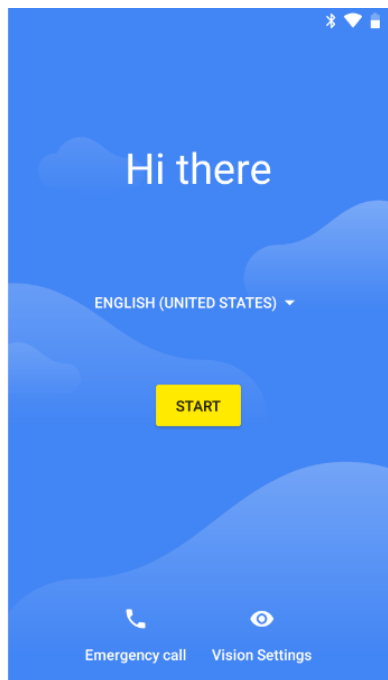 Hi there
ENGLISH (UNITED STATES)
START
Emergency call Vision Settings